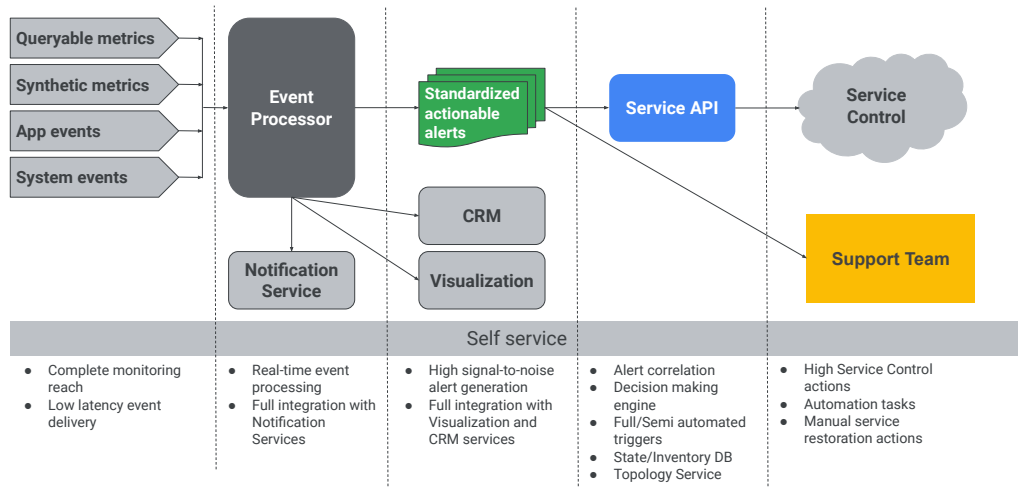 Queryable metrics
Synthetic metrics
App events
System events
Event
Processor
Standardized
actionable
alerts
Service API
Service
Control
CRM
Notification
Service
Visualization
Support Team
Self service
● Complete monitoring
reach
● Low latency event
delivery
● Real-time event
processing
● Full integration with
Notification
Services
● High signal-to-noise
alert generation
● Full integration with
Visualization and
CRM services
● Alert correlation
● Decision making
engine
● Full/Semi automated
triggers
● State/Inventory DB
● Topology Service
● High Service Control
actions
● Automation tasks
● Manual service
restoration actions